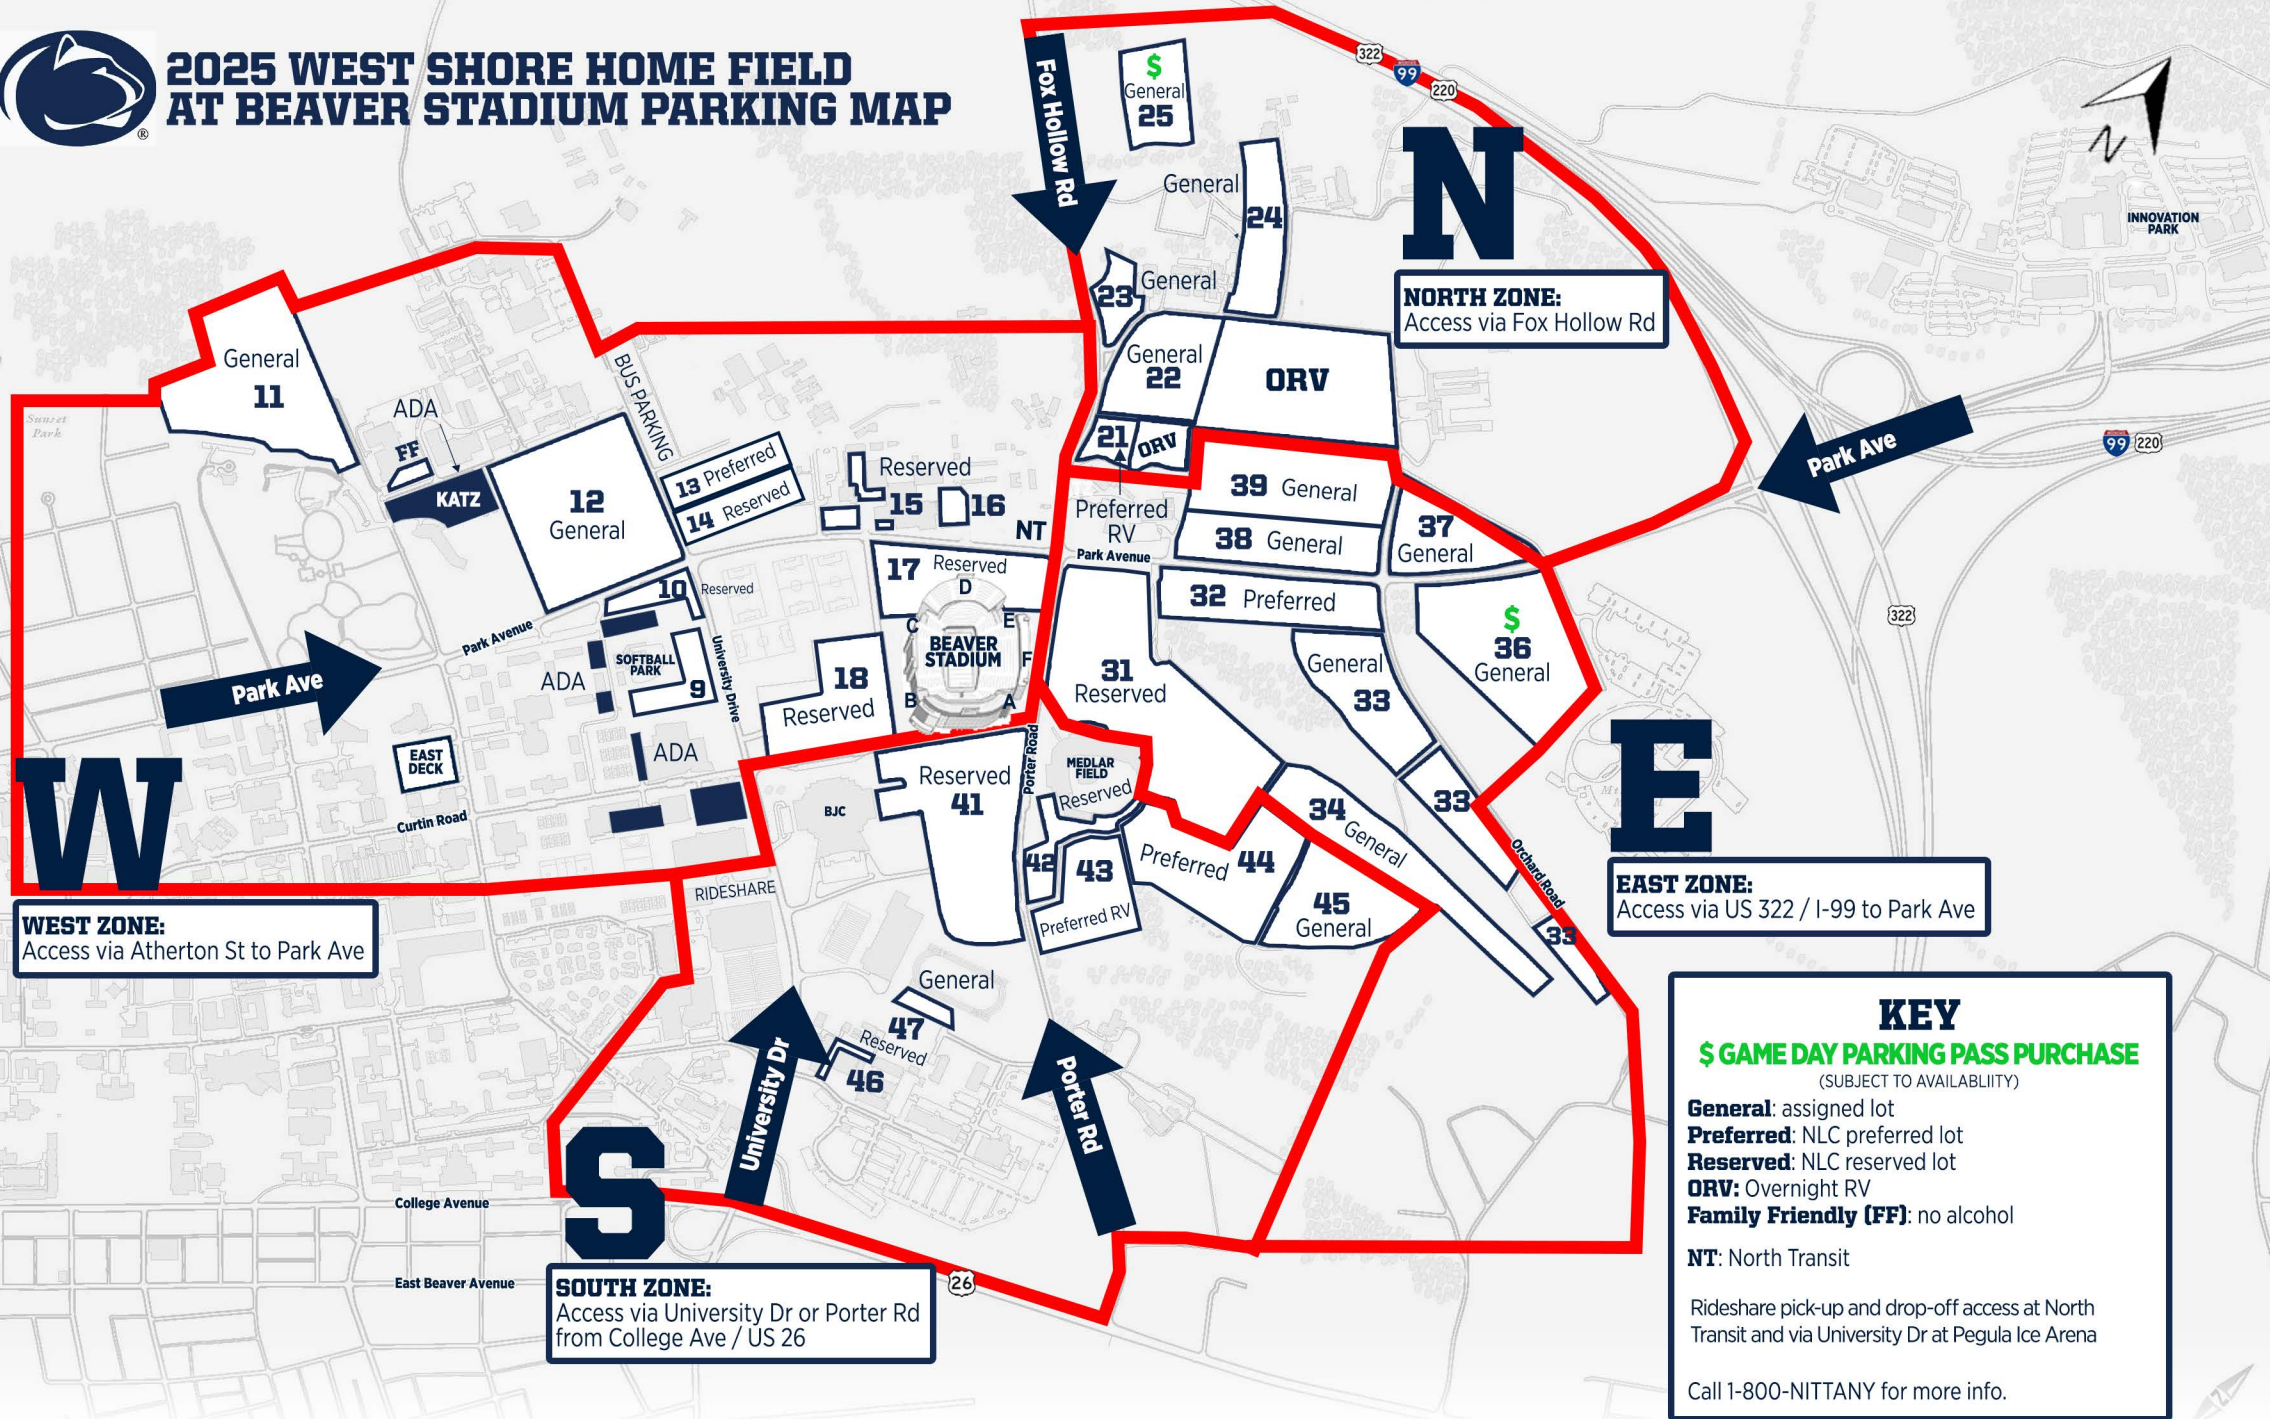 2025 WEST SHORE HOME FIELD
AT BEAVER STADIUM PARKING MAP
®
Fox Hollow Rd
$
General
25
322
99
220
N
N
INNOVATION
PARK
General
24
General
23
NORTH ZONE:
Access via Fox Hollow Rd
General
22
ORV
21
ORV
Preferred
RV
Park Avenue
Park Ave
99
220
322
Sunset
Park
General
11
ADA
FF
KATZ
BUS PARKING
12
General
13 Preferred
14 Reserved
Reserved
15
16
NT
17 Reserved
D
C
E
BEAVER
STADIUM
F
B
A
10
Reserved
Park Avenue
University Drive
SOFTBALL
PARK
9
ADA
ADA
18
Reserved
Park Ave
EAST
DECK
Curtin Road
W
WEST ZONE:
Access via Atherton St to Park Ave
39 General
38 General
37
General
32 Preferred
$
36
General
31
Reserved
General
33
33
33
34
General
Orchard Road
E
EAST ZONE:
Access via US 322 / I-99 to Park Ave
Porter Road
MEDLAR
FIELD
Reserved
Reserved
41
BJC
42
43
Preferred RV
Preferred 44
45
General
RIDESHARE
General
47
Reserved
46
University Dr
Porter Rd
College Avenue
East Beaver Avenue
S
26
SOUTH ZONE:
Access via University Dr or Porter Rd
from College Ave / US 26
KEY
$ GAME DAY PARKING PASS PURCHASE
(SUBJECT TO AVAILABLIITY)
General: assigned lot
Preferred: NLC preferred lot
Reserved: NLC reserved lot
ORV: Overnight RV
Family Friendly (FF): no alcohol
NT: North Transit
Rideshare pick-up and drop-off access at North
Transit and via University Dr at Pegula Ice Arena
Call 1-800-NITTANY for more info.